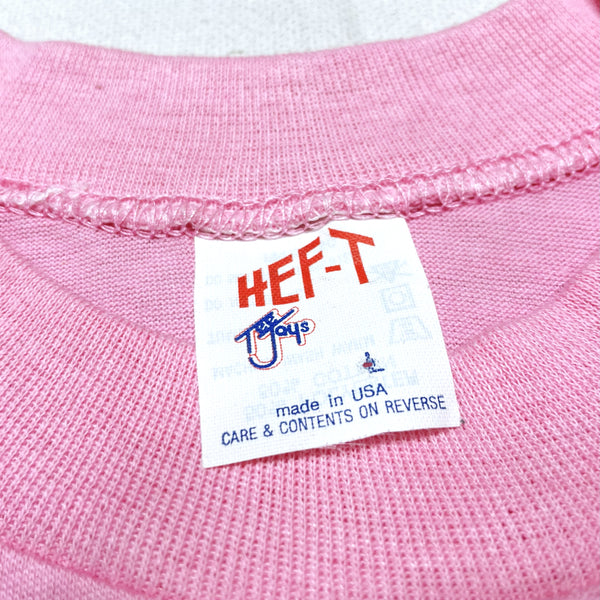 HEF-T
Tee Jays
made in USA
CARE & CONTENTS ON REVERSE